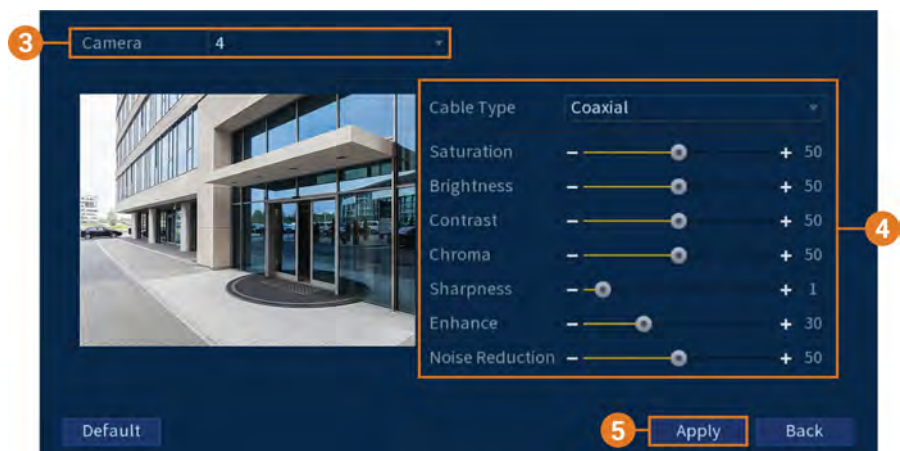 3 Camera 4
Cable Type Coaxial
Saturation - + 50
Brightness - + 50
Contrast - + 50
Chroma - + 50
4
Sharpness - + 1
Enhance - + 30
Noise Reduction - + 50
Default 5 Apply Back